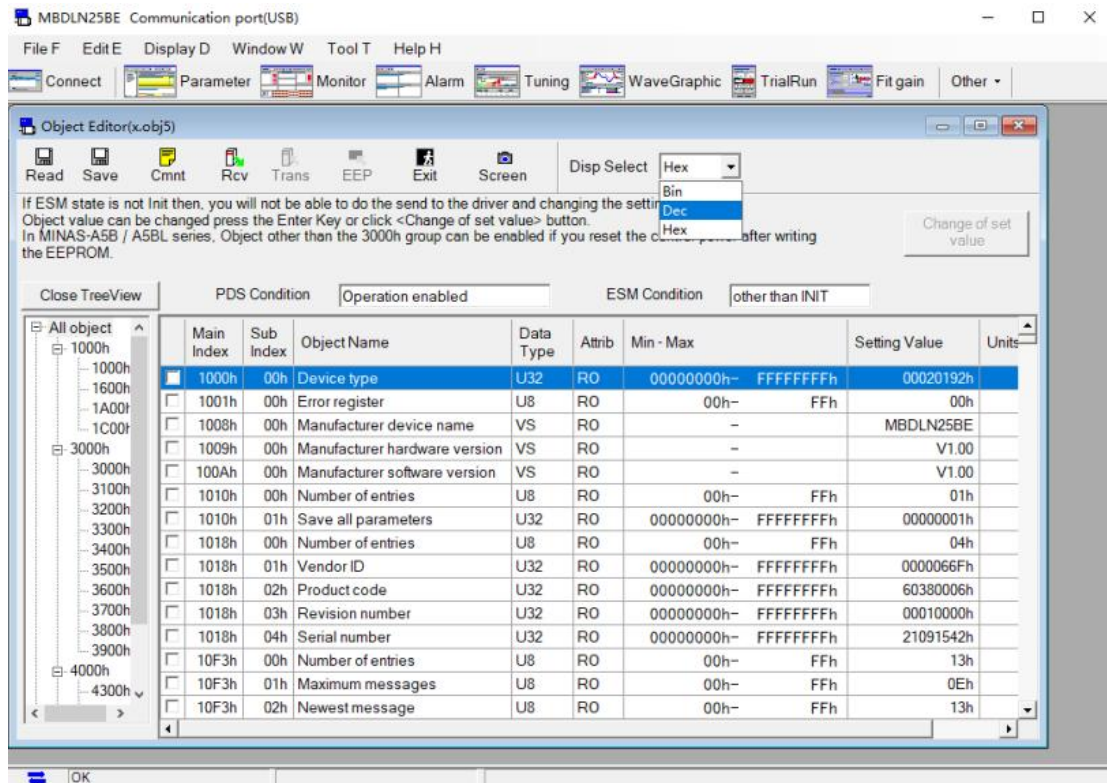 MBDLN25BE Communication port(USB)
File F Edit E Display D Window W Tool T Help H
Connect Parameter Monitor Alarm Tuning WaveGraphic TrialRun Fit gain Other
Object Editor(x.obj5)
Read Save Cmnt Rcv Trans EEP Exit Screen Disp Select Hex
Bin
Dec
Hex
If ESM state is not Init then, you will not be able to do the send to the driver and changing the
Object value can be changed press the Enter Key or click <Change of set value> button.
In MINAS-A5B / A5BL series, Object other than the 3000h group can be enabled if you reset the after writing
the EEPROM.
Change of set
value
Close TreeView PDS Condition Operation enabled ESM Condition other than INIT
All object
1000h
1000h
1600h
1A00h
1C00h
3000h
3000h
3100h
3200h
3300h
3400h
3500h
3600h
3700h
3800h
3900h
4000h
4300h
Main Index Sub Index Object Name Data Type Attrib Min - Max Setting Value Units
1000h 00h Device type U32 RO 00000000h- FFFFFFFFh 00020192h
1001h 00h Error register U8 RO 00h- FFh 00h
1008h 00h Manufacturer device name VS RO - MBDLN25BE
1009h 00h Manufacturer hardware version VS RO - V1.00
100Ah 00h Manufacturer software version VS RO - V1.00
1010h 00h Number of entries U8 RO 00h- FFh 01h
1010h 01h Save all parameters U32 RO 00000000h- FFFFFFFFh 00000001h
1018h 00h Number of entries U8 RO 00h- FFh 04h
1018h 01h Vendor ID U32 RO 00000000h- FFFFFFFFh 0000066Fh
1018h 02h Product code U32 RO 00000000h- FFFFFFFFh 60380006h
1018h 03h Revision number U32 RO 00000000h- FFFFFFFFh 00010000h
1018h 04h Serial number U32 RO 00000000h- FFFFFFFFh 21091542h
10F3h 00h Number of entries U8 RO 00h- FFh 13h
10F3h 01h Maximum messages U8 RO 00h- FFh 0Eh
10F3h 02h Newest message U8 RO 00h- FFh 13h
OK